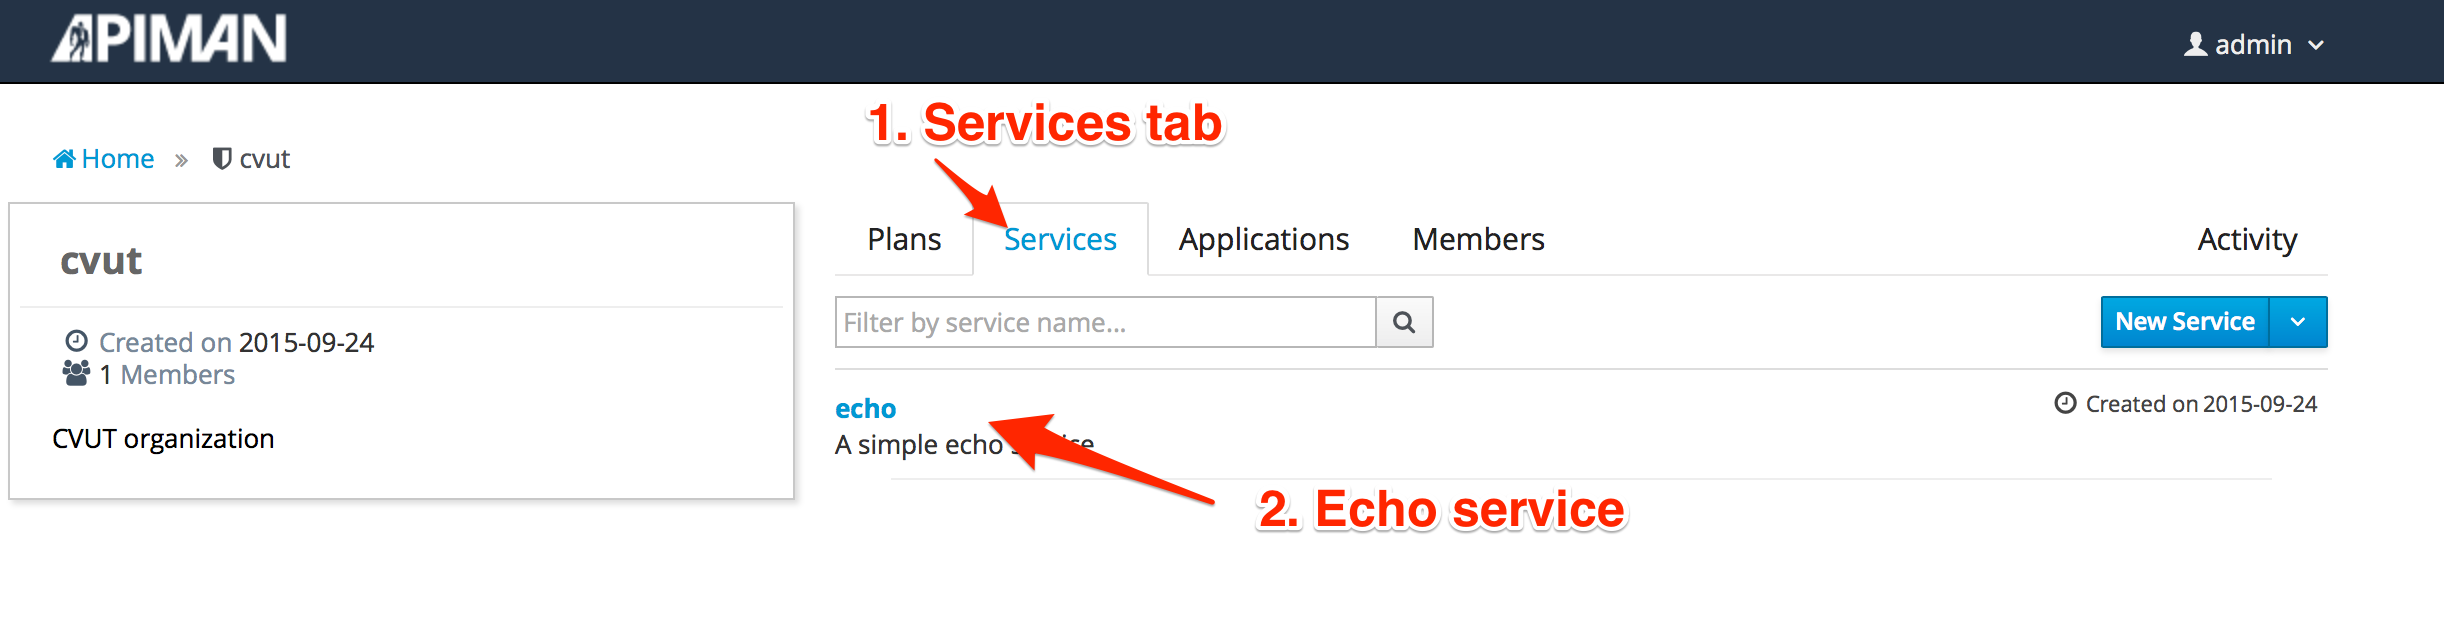 APIMAN
admin
1. Services tab
Home » cvut
cvut
Created on 2015-09-24
1 Members
CVUT organization
Plans Services Applications Members Activity
Filter by service name...
New Service
echo
Created on 2015-09-24
A simple echo
2. Echo service